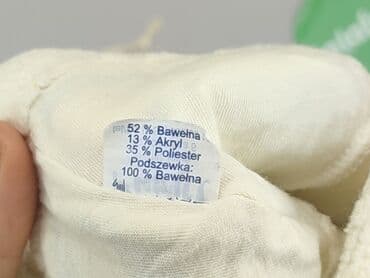 52 % Bawełna
13 % Akryl
35 % Poliester
Podszewka:
100 % Bawełna